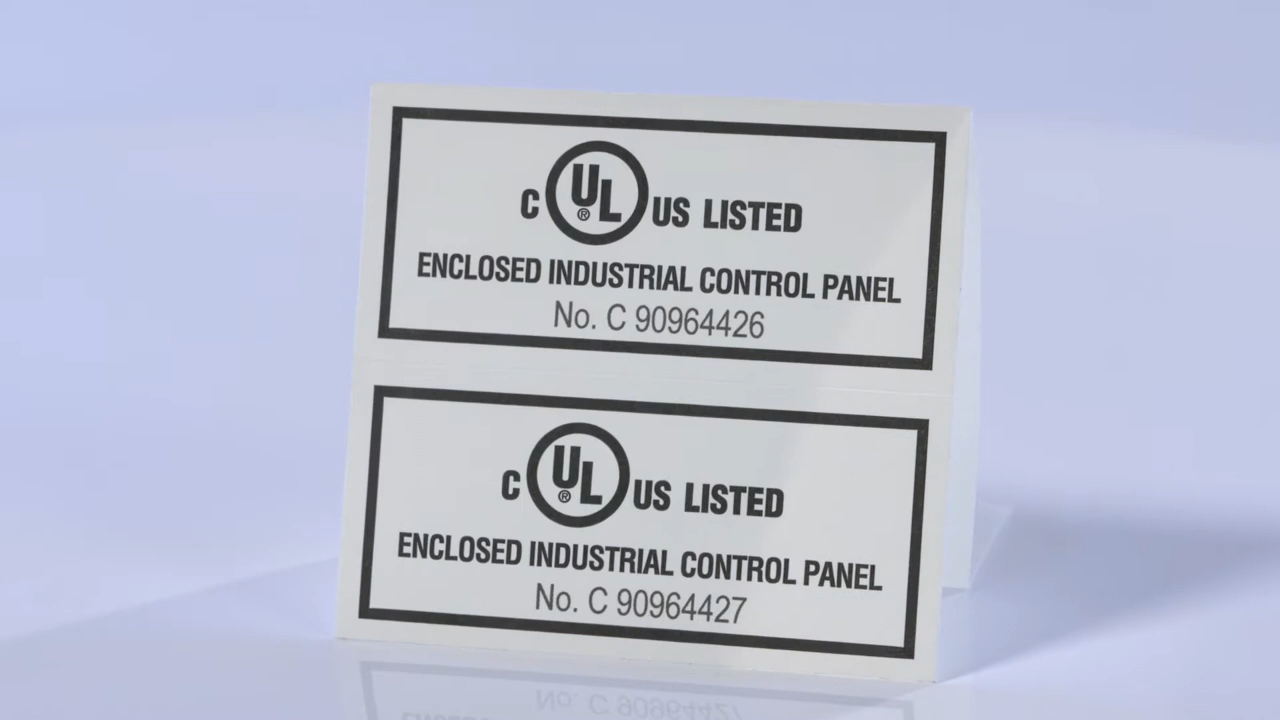 C UL® US LISTED
ENCLOSED INDUSTRIAL CONTROL PANEL
No. C 90964426
C UL® US LISTED
ENCLOSED INDUSTRIAL CONTROL PANEL
No. C 90964427